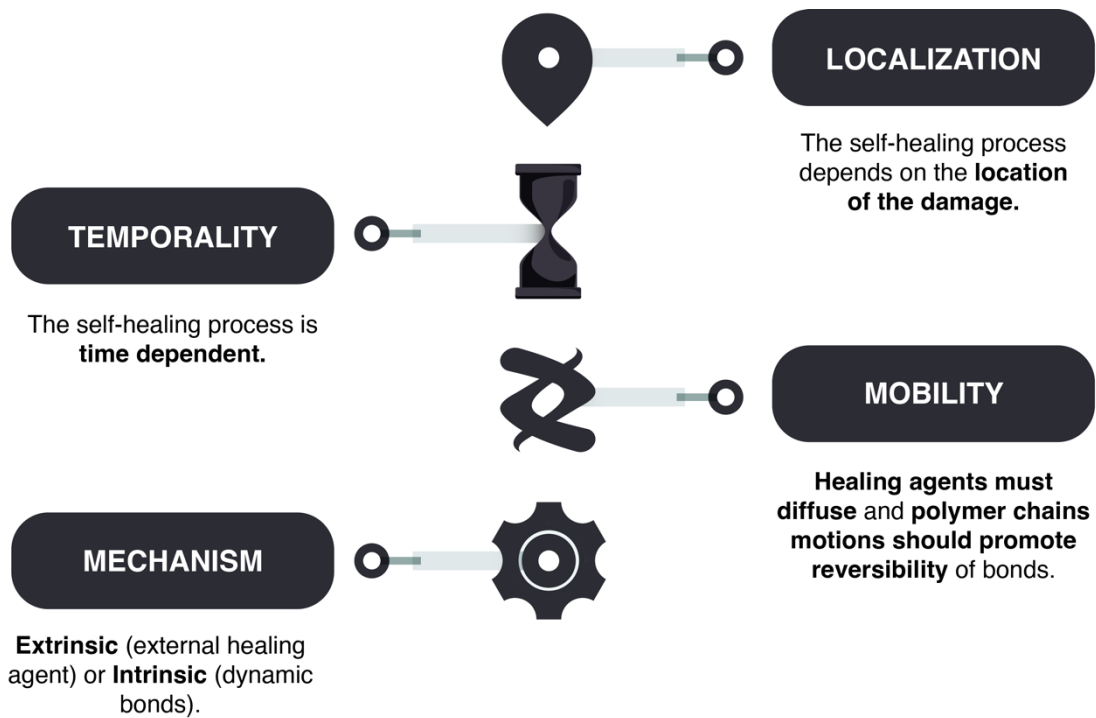 LOCALIZATION
The self-healing process
depends on the location
of the damage.
TEMPORALITY
The self-healing process is
time dependent.
MOBILITY
Healing agents must
diffuse and polymer chains
motions should promote
reversibility of bonds.
MECHANISM
Extrinsic (external healing
agent) or Intrinsic (dynamic
bonds).